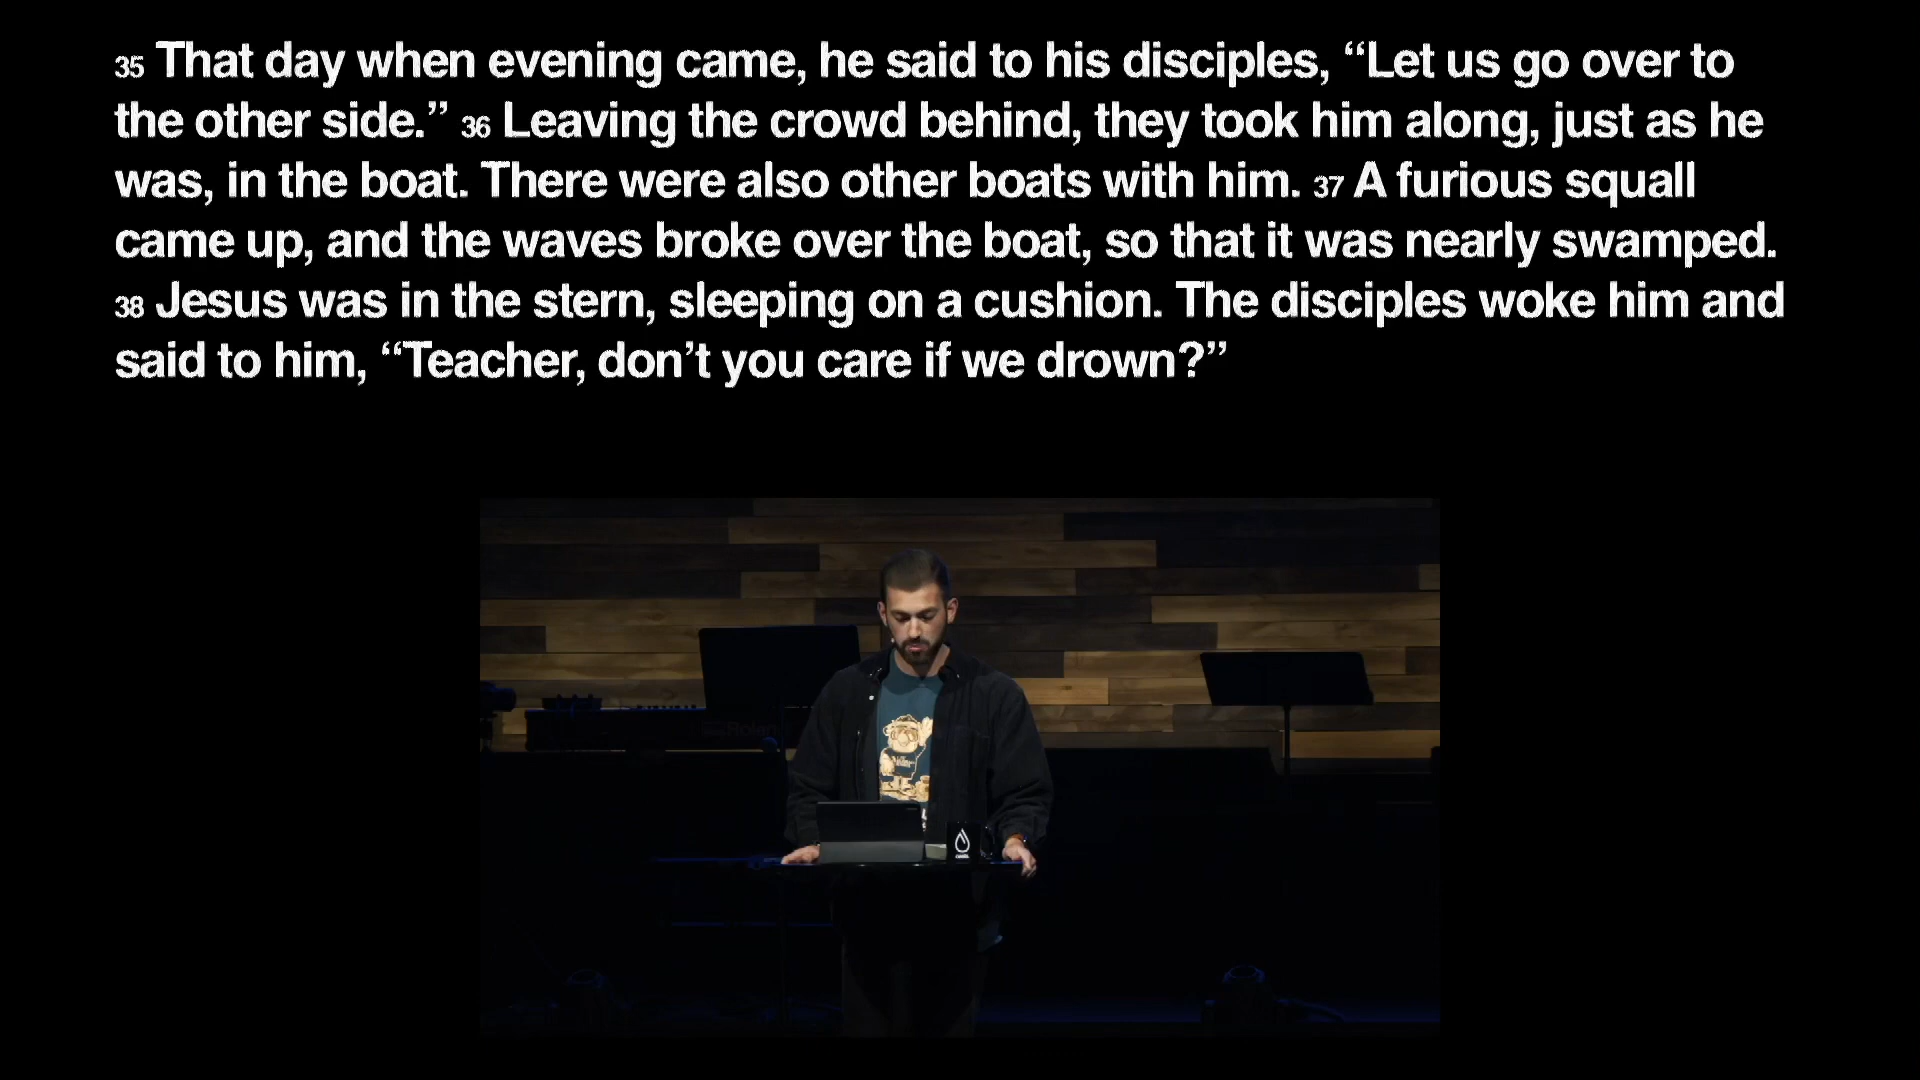 35 That day when evening came, he said to his disciples, “Let us go over to
the other side.” 36 Leaving the crowd behind, they took him along, just as he
was, in the boat. There were also other boats with him. 37 A furious squall
came up, and the waves broke over the boat, so that it was nearly swamped.
38 Jesus was in the stern, sleeping on a cushion. The disciples woke him and
said to him, “Teacher, don’t you care if we drown?”
Roland